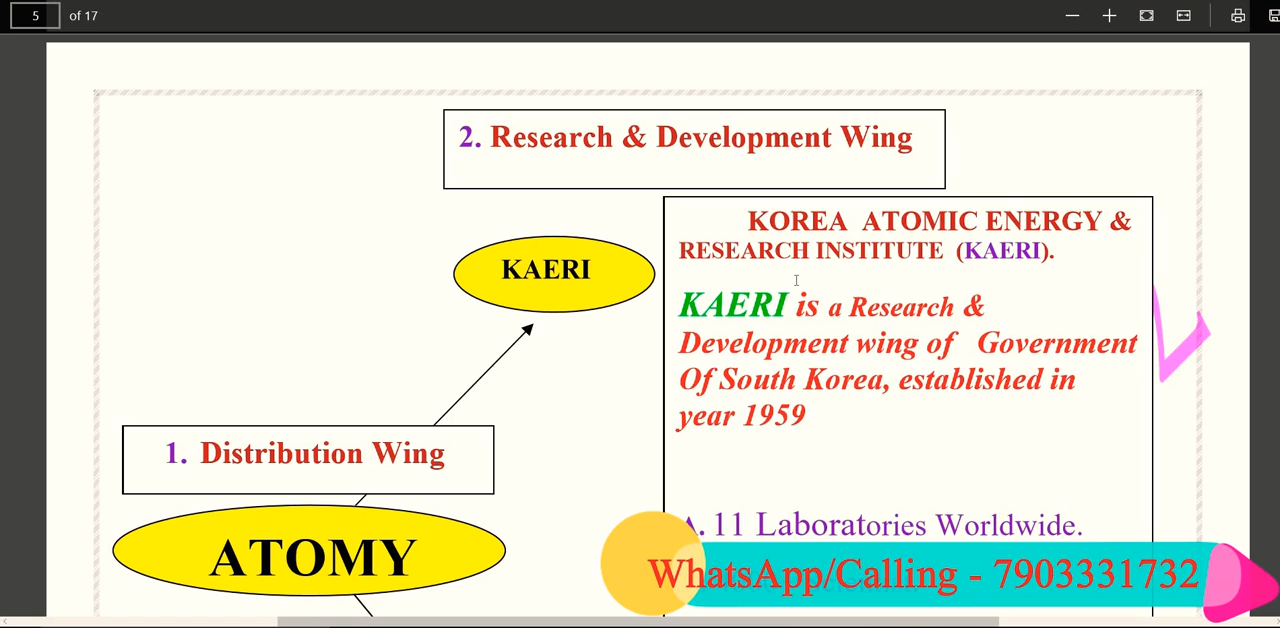 5 of 17
2. Research & Development Wing
KOREA ATOMIC ENERGY &
RESEARCH INSTITUTE (KAERI).
KAERI
KAERI is a Research &
Development wing of Government
Of South Korea, established in
year 1959
1. Distribution Wing
A. 11 Laboratories Worldwide.
ATOMY
WhatsApp/Calling - 7903331732